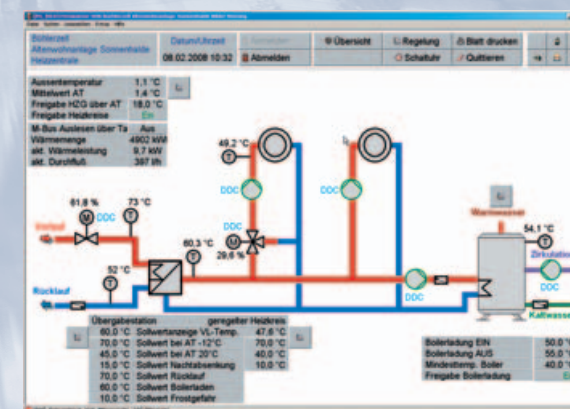 Bühlerzell
Altenwohnanlage Sonnenhalde
Heizzentrale
Datum/Uhrzeit
08.02.2008 10:32
Abmelden
Übersicht
Regelung
Blatt drucken
Schaltuhr
Quittieren
Aussentemperatur 1,1 °C
Mittelwert AT 1,4 °C
Freigabe HZG über AT 18,0 °C
Freigabe Heizkreise Ein
M-Bus Auslesen über Ta Aus
Wärmemenge 4902 kW
akt. Wärmeleistung 9,7 kW
akt. Durchfluß 397 l/h
49,2 °C
T
DDC
DDC
61,8 %
M
DDC
73 °C
T
Vorlauf
DDC
M
29,6 %
60,3 °C
T
52 °C
T
Rücklauf
DDC
Warmwasser
54,1 °C
T
Zirkulatio
DDC
Kaltwasse
Übergabestation geregelter Heizkreis
60,0 °C Sollwertanzeige VL-Temp. 47,6 °C
70,0 °C Sollwert bei AT -12°C 70,0 °C
45,0 °C Sollwert bei AT 20°C 40,0 °C
15,0 °C Sollwert Nachtabsenkung 10,0 °C
70,0 °C Sollwert Rücklauf
60,0 °C Sollwert Boilerladen
10,0 °C Sollwert Frostgefahr
Boilerladung EIN 50,0 °
Boilerladung AUS 55,0 °
Mindesttemp. Boiler 40,0 °
Freigabe Boilerladung E